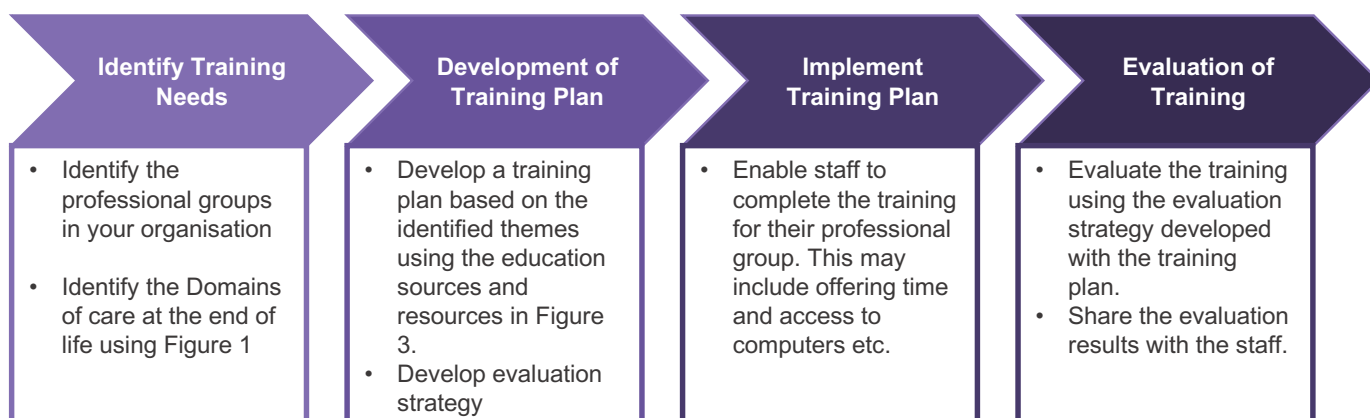 Identify Training
Needs
• Identify the
professional groups
in your organisation
• Identify the Domains
of care at the end of
life using Figure 1
Development of
Training Plan
• Develop a training
plan based on the
identified themes
using the education
sources and
resources in Figure
3.
• Develop evaluation
strategy
Implement
Training Plan
• Enable staff to
complete the training
for their professional
group. This may
include offering time
and access to
computers etc.
Evaluation of
Training
• Evaluate the training
using the evaluation
strategy developed
with the training
plan.
• Share the evaluation
results with the staff.